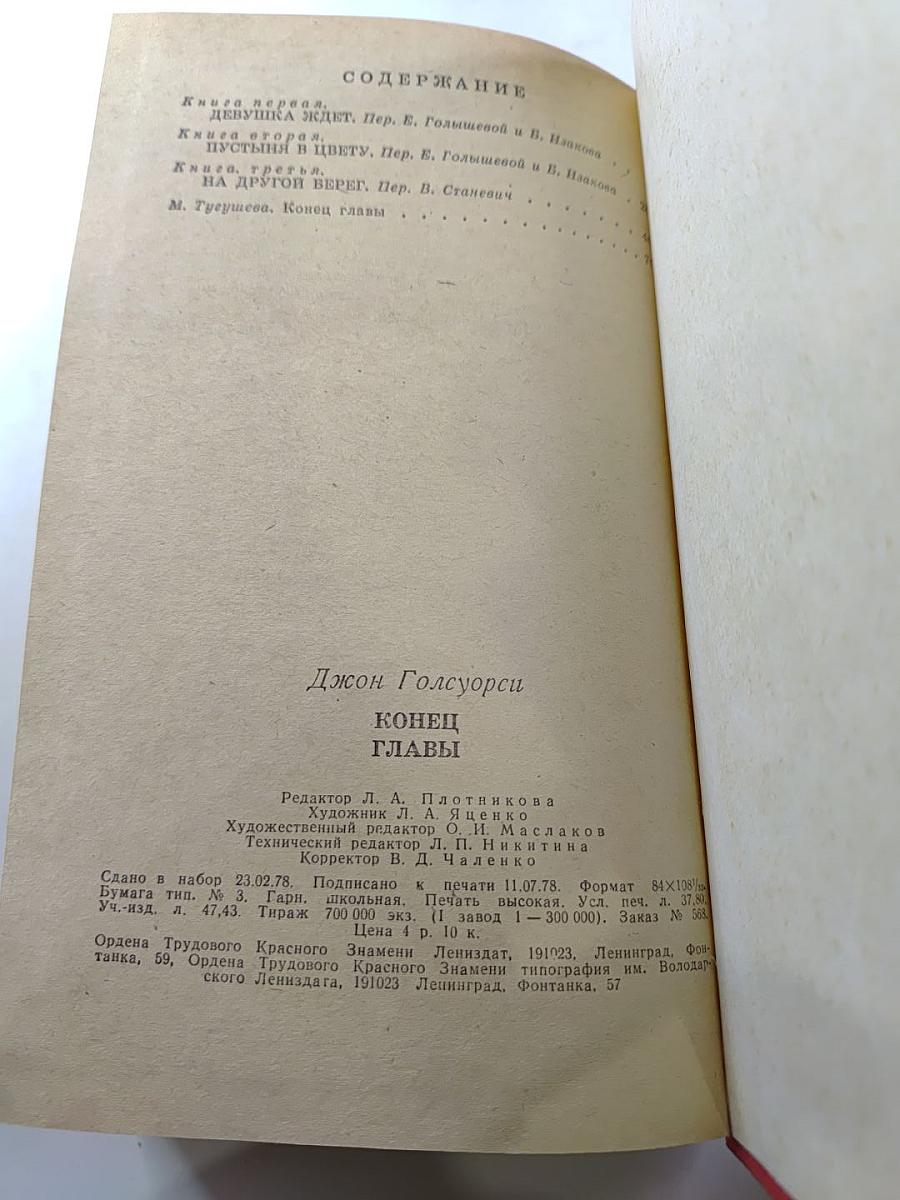 СОДЕРЖАНИЕ
Книга первая.
ДЕВУШКА ЖДЕТ. Пер. Е. Голышевой и Б. Изакова .
Книга вторая.
ПУСТЫНЯ В ЦВЕТУ. Пер. Е. Голышевой и Б. Изакова .
Книга. третья.
НА ДРУГОЙ БЕРЕГ. Пер. В. Станевич . . . . . . .
М. Тугушева. Конец главы . . . . . . . . . . . . . .
Джон Голсуорси
КОНЕЦ
ГЛАВЫ
Редактор Л. А. Плотникова
Художник Л. А. Яценко
Художественный редактор О. И. Маслаков
Технический редактор Л. П. Никитина
Корректор В. Д. Чаленко
Сдано в набор 23.02.78. Подписано к печати 11.07.78. Формат 84×108¹/₃₂.
Бумага тип. № 3. Гарн. школьная. Печать высокая. Усл. печ. л. 37,80.
Уч.-изд. л. 47,43. Тираж 700 000 экз. (I завод 1 — 300 000). Заказ № 568.
Цена 4 р. 10 к.
Ордена Трудового Красного Знамени Лениздат, 191023, Ленинград, Фон-
танка, 59, Ордена Трудового Красного Знамени типография им. Володар-
ского Лениздата, 191023 Ленинград, Фонтанка, 57